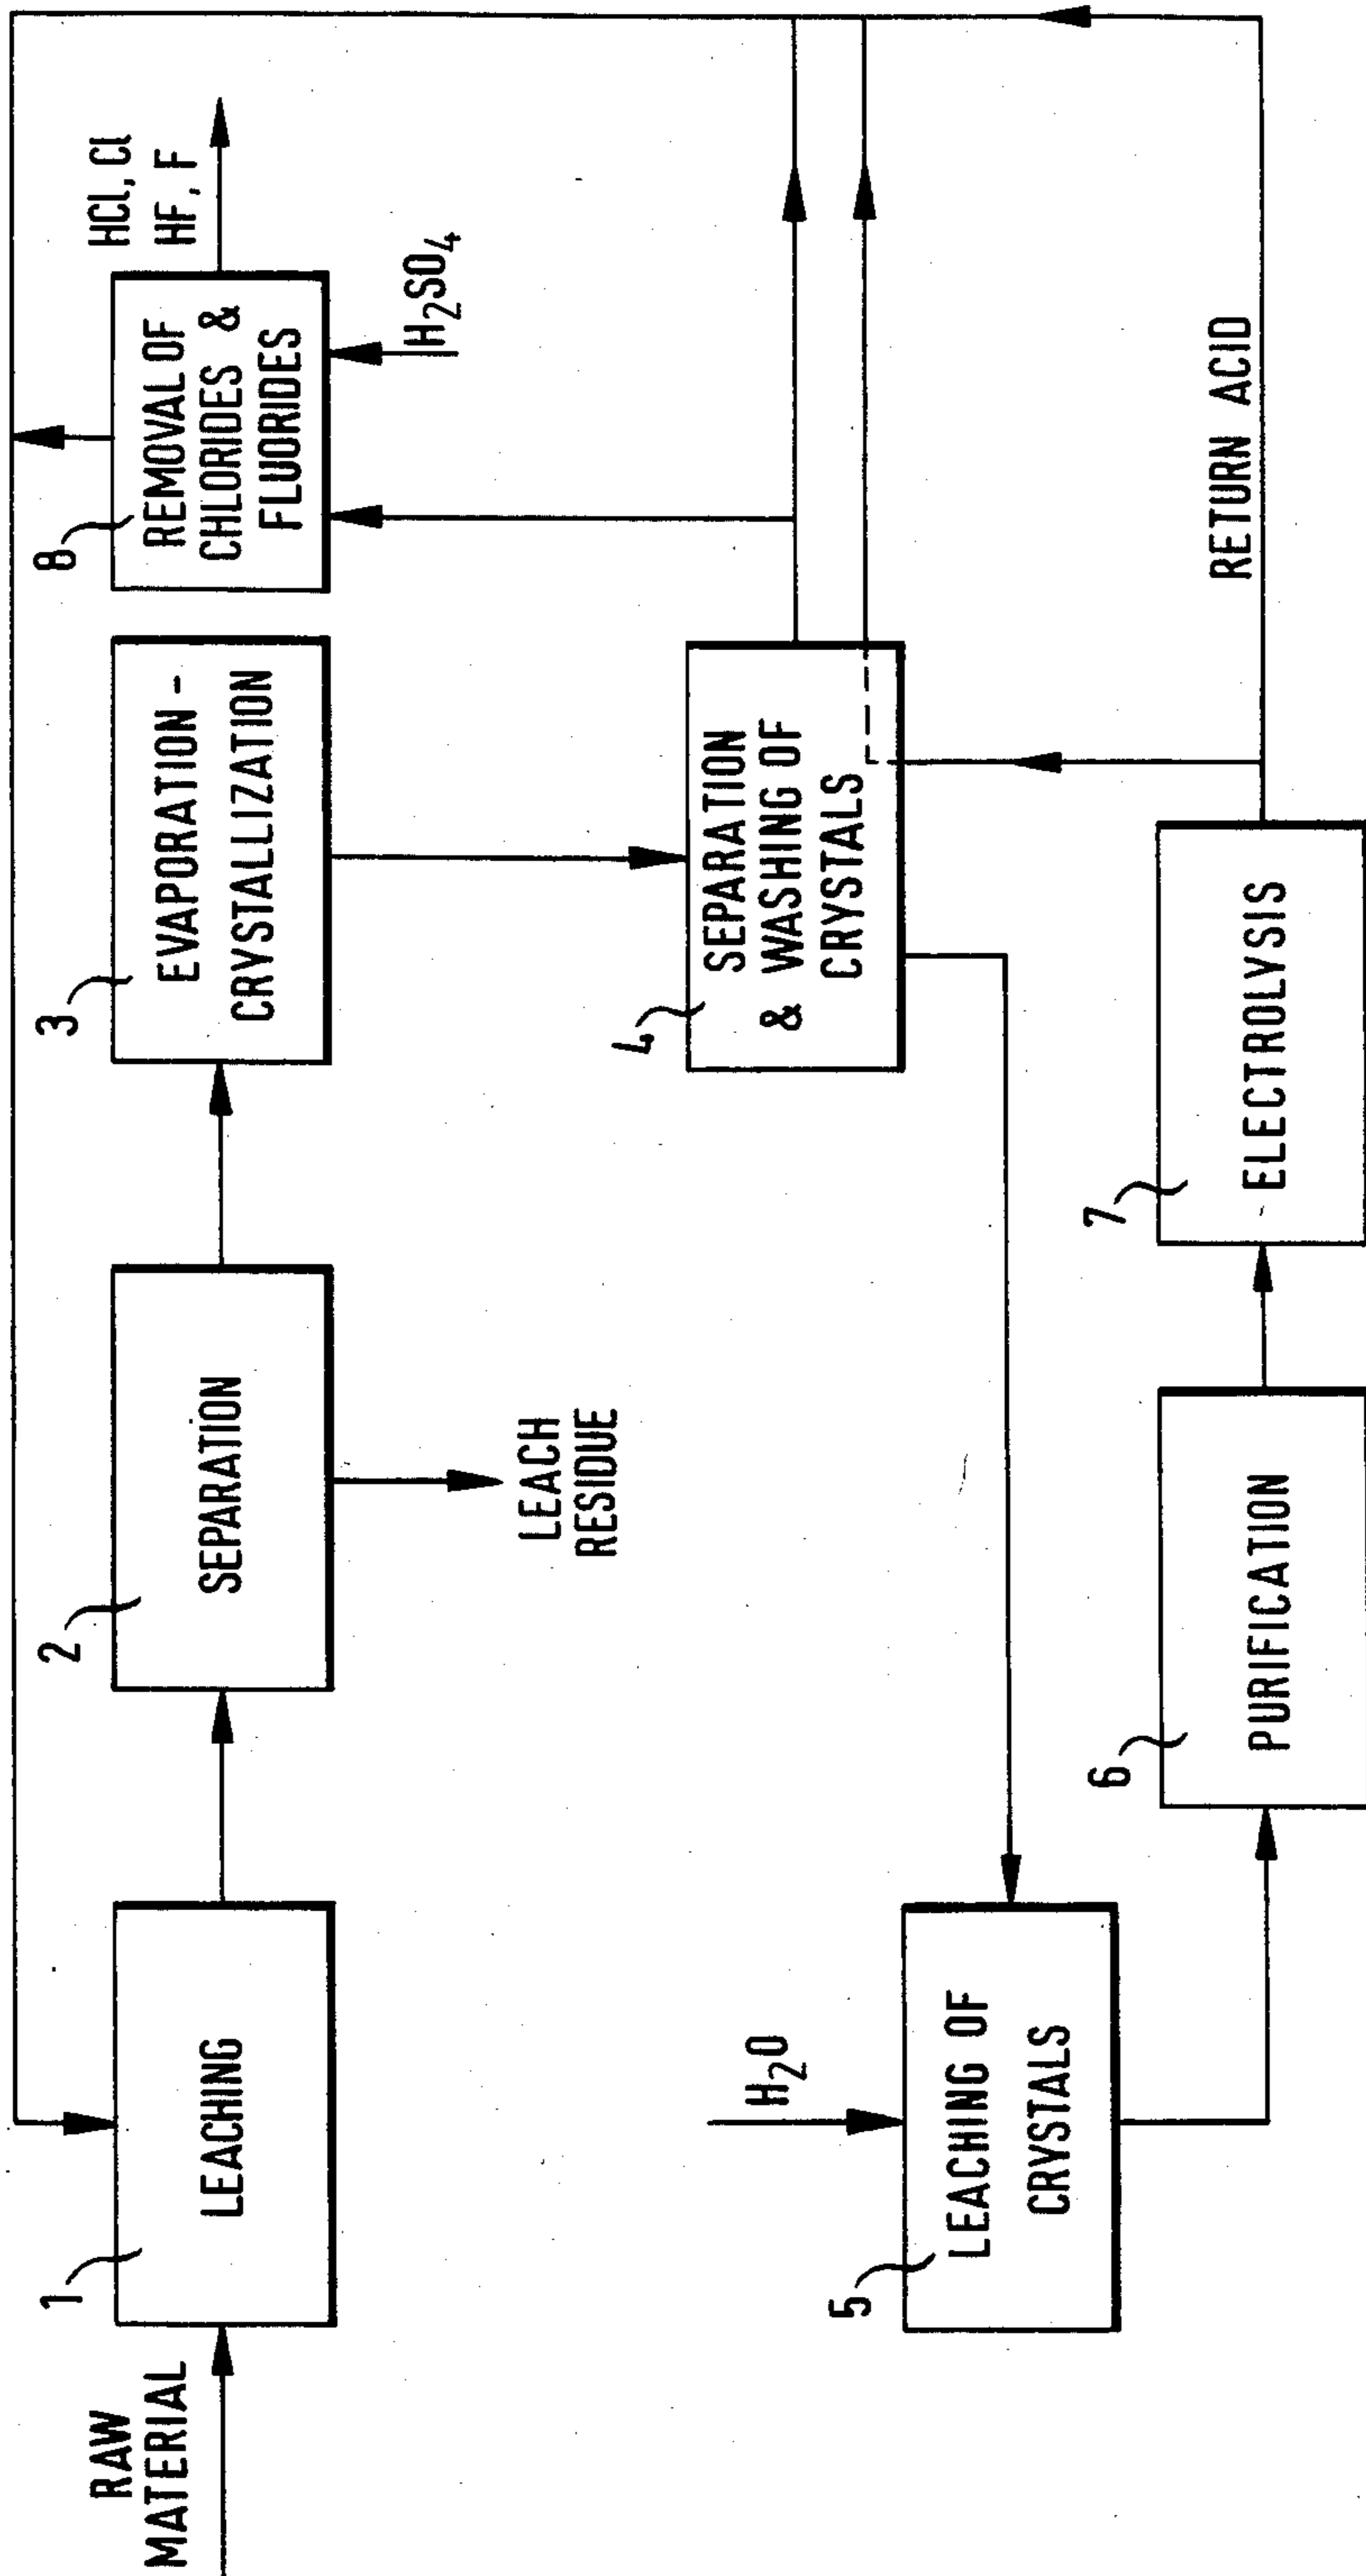 RAW
MATERIAL
1
LEACHING
2
SEPARATION
LEACH
RESIDUE
3
EVAPORATION -
CRYSTALLIZATION
8
REMOVAL OF
CHLORIDES &
FLUORIDES
HCl, Cl
HF, F
H2SO4
4
SEPARATION
& WASHING OF
CRYSTALS
H2O
5
LEACHING OF
CRYSTALS
6
PURIFICATION
7
ELECTROLYSIS
RETURN ACID